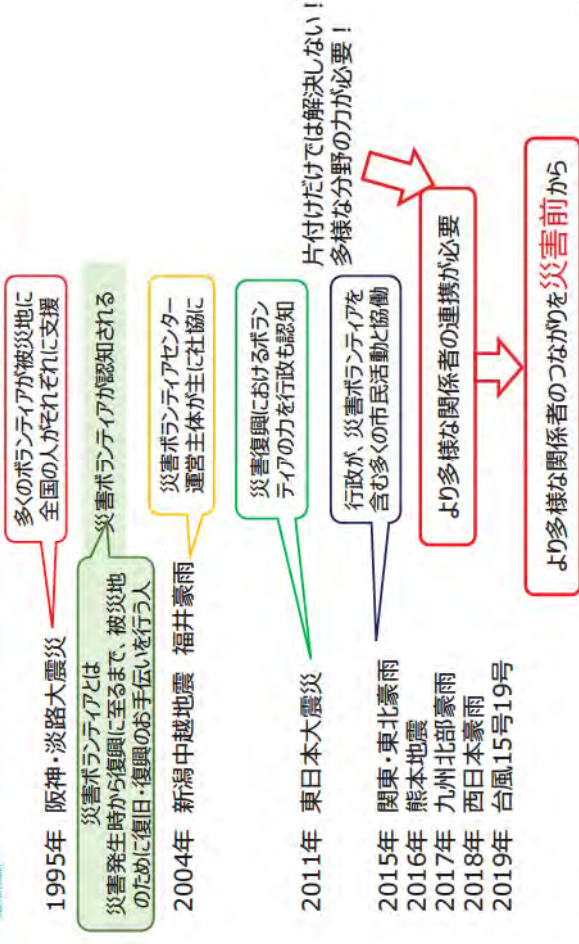 1995年 阪神・淡路大震災
多くのボランティアが被災地に
全国の人がそれぞれに支援
災害ボランティアとは
災害発生時から復興に至るまで、被災地
のために復旧・復興のお手伝いを行う人
災害ボランティアが認知される
2004年 新潟中越地震 福井豪雨
災害ボランティアセンター
運営主体が主に社協に
2011年 東日本大震災
災害復興におけるボラン
ティアの力を行政も認知
2015年 関東・東北豪雨
2016年 熊本地震
2017年 九州北部豪雨
2018年 西日本豪雨
2019年 台風15号19号
行政が、災害ボランティアを
含む多くの市民活動と協働
片付けだけでは解決しない!
多様な分野の力が必要!
より多様な関係者の連携が必要
より多様な関係者のつながりを災害前から